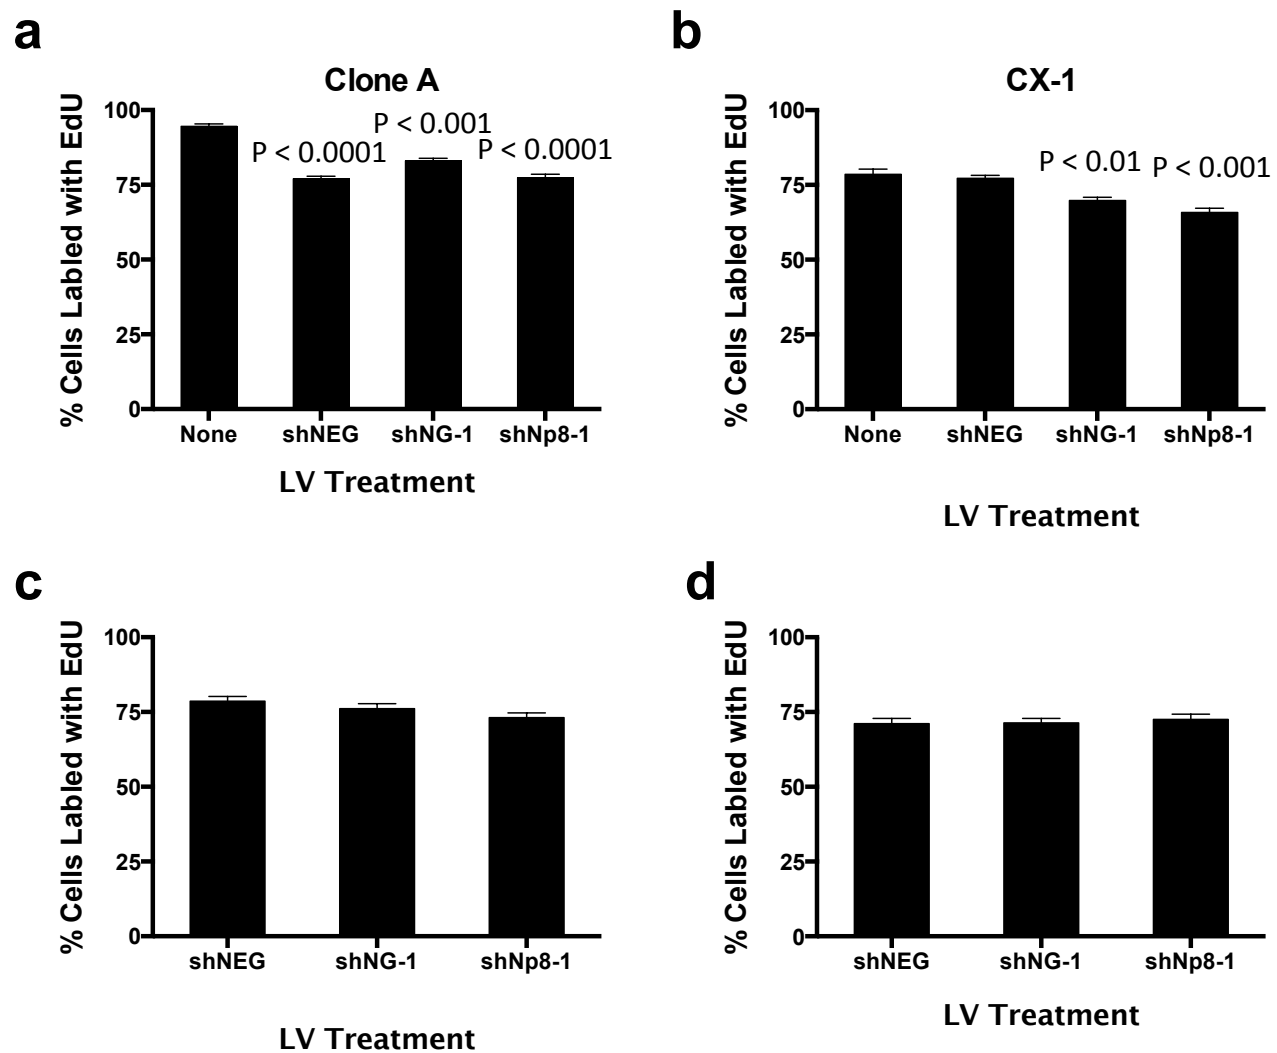 a
Clone A
% Cells Labled with EdU
100
75
50
25
0
P < 0.0001
P < 0.001
P < 0.0001
None
shNEG
shNG-1
shNp8-1
LV Treatment
b
CX-1
% Cells Labled with EdU
100
75
50
25
0
P < 0.01
P < 0.001
None
shNEG
shNG-1
shNp8-1
LV Treatment
c
% Cells Labled with EdU
100
75
50
25
0
shNEG
shNG-1
shNp8-1
LV Treatment
d
% Cells Labled with EdU
100
75
50
25
0
shNEG
shNG-1
shNp8-1
LV Treatment